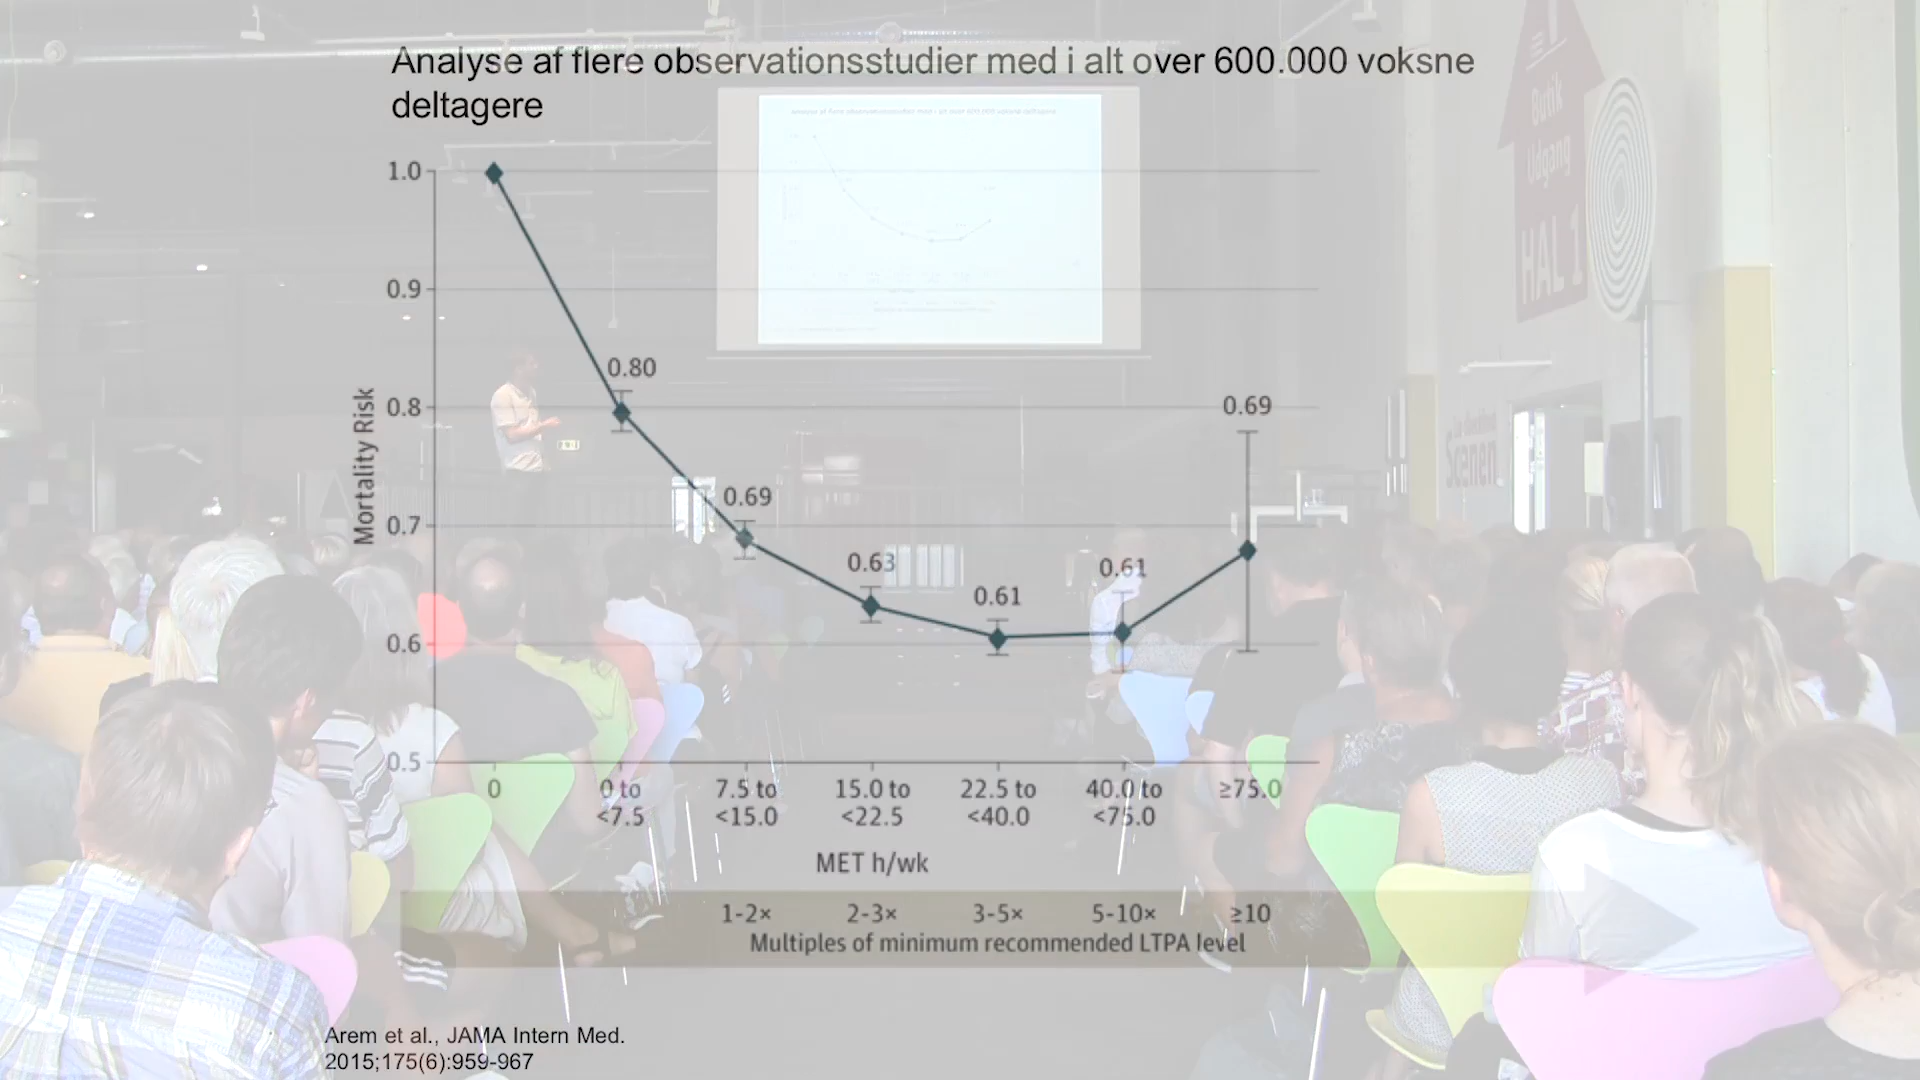 Analyse af flere observationsstudier med i alt over 600.000 voksne
deltagere
Mortality Risk
1.0
0.9
0.8
0.7
0.6
0.5
0.80
0.69
0.63
0.61
0.61
0.69
0 0 to 7.5 to 15.0 to 22.5 to 40.0 to ≥75.0
<7.5 <15.0 <22.5 <40.0 <75.0
MET h/wk
1-2× 2-3× 3-5× 5-10× ≥10
Multiples of minimum recommended LTPA level
Arem et al., JAMA Intern Med.
2015;175(6):959-967
Butik
Udgang
HAL 1
Scenen